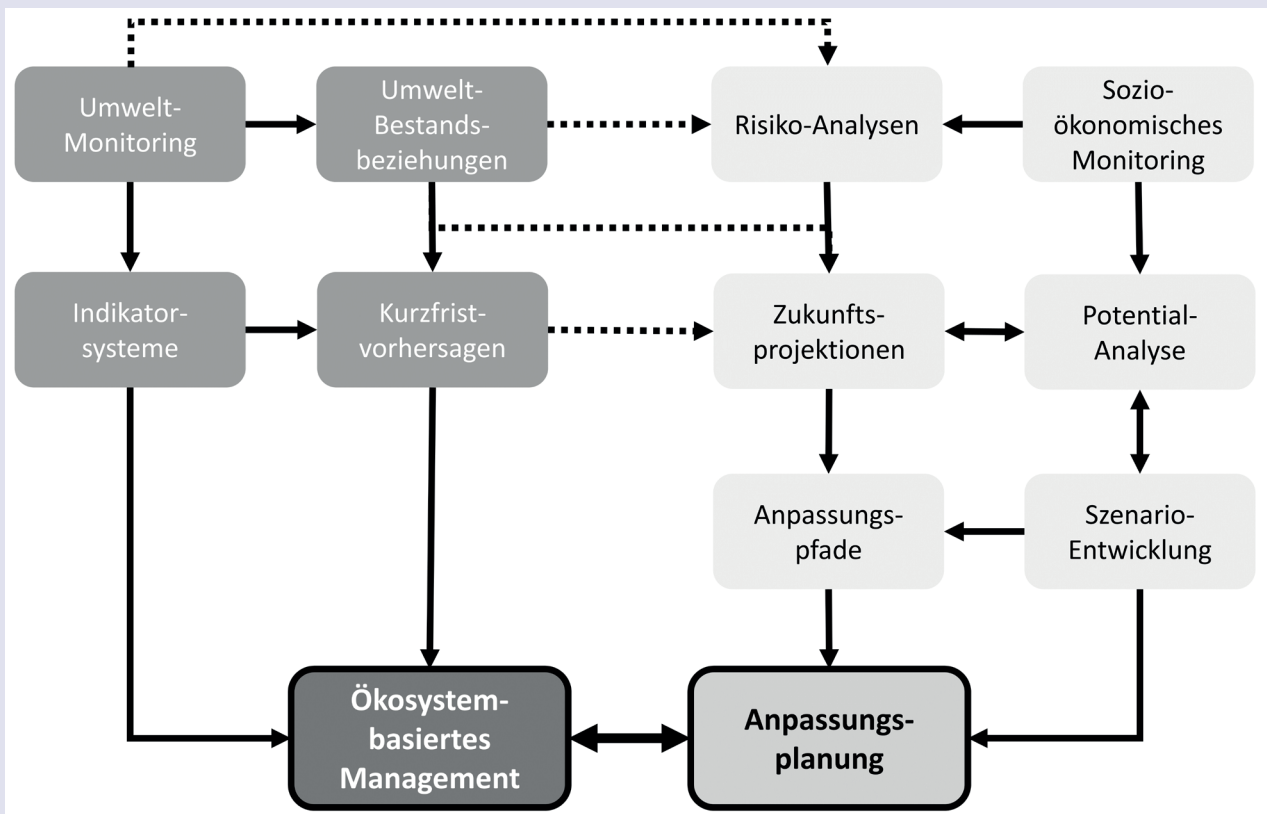 Umwelt-
Monitoring
Umwelt-
Bestands-
beziehungen
Risiko-Analysen
Sozio-
ökonomisches
Monitoring
Indikator-
systeme
Kurzfrist-
vorhersagen
Zukunfts-
projektionen
Potential-
Analyse
Anpassungs-
pfade
Szenario-
Entwicklung
Ökosystem-
basiertes
Management
Anpassungs-
planung